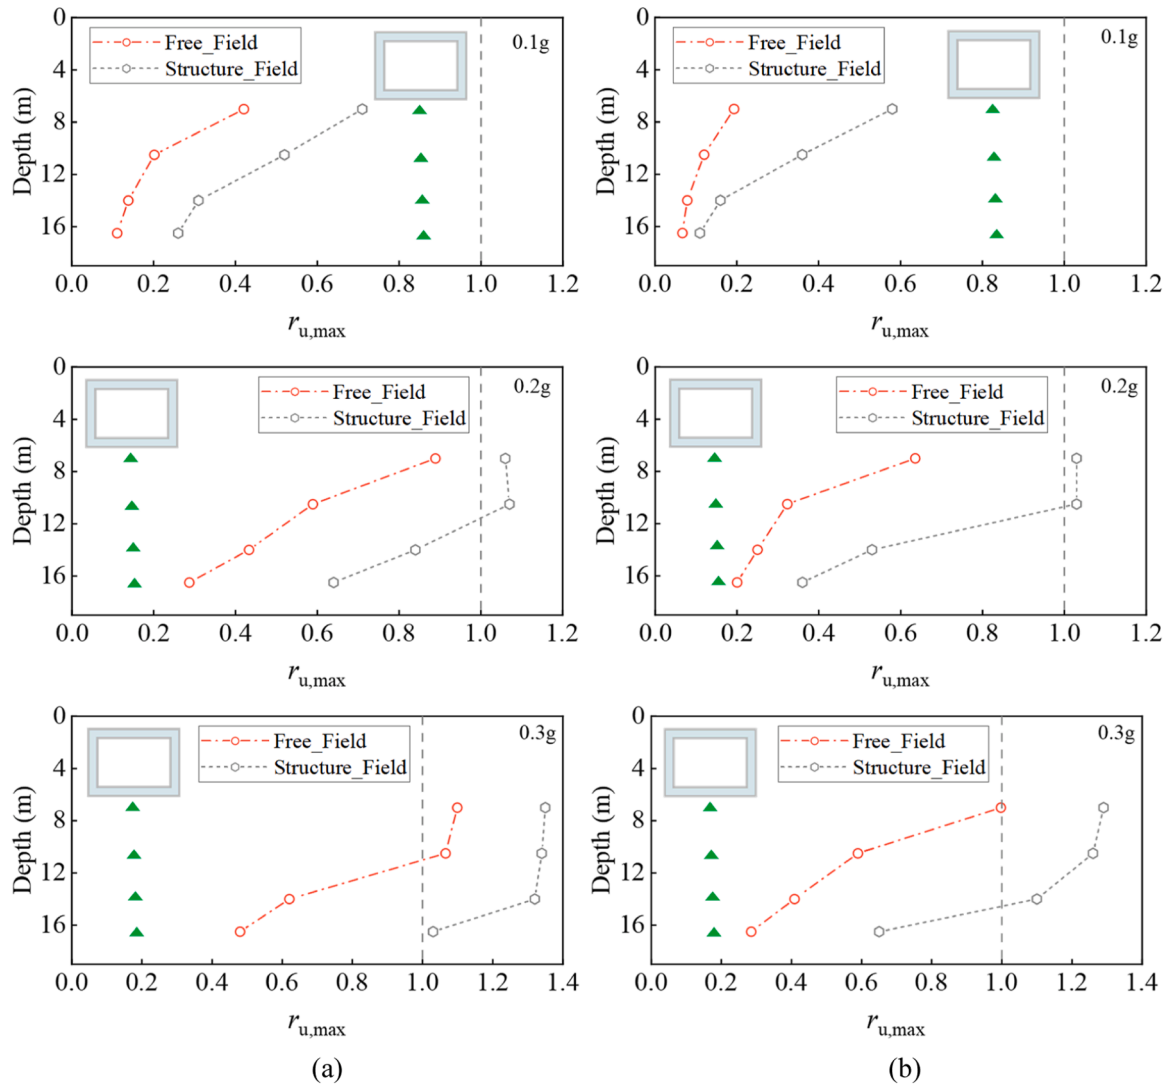 0
4
8
12
16
Depth (m)
Free_Field
Structure_Field
0.1g
0.0 0.2 0.4 0.6 0.8 1.0 1.2
ru,max
0
4
8
12
16
Depth (m)
Free_Field
Structure_Field
0.1g
0.0 0.2 0.4 0.6 0.8 1.0 1.2
ru,max
0
4
8
12
16
Depth (m)
Free_Field
Structure_Field
0.2g
0.0 0.2 0.4 0.6 0.8 1.0 1.2
ru,max
0
4
8
12
16
Depth (m)
Free_Field
Structure_Field
0.2g
0.0 0.2 0.4 0.6 0.8 1.0 1.2
ru,max
0
4
8
12
16
Depth (m)
Free_Field
Structure_Field
0.3g
0.0 0.2 0.4 0.6 0.8 1.0 1.2 1.4
ru,max
(a)
0
4
8
12
16
Depth (m)
Free_Field
Structure_Field
0.3g
0.0 0.2 0.4 0.6 0.8 1.0 1.2 1.4
ru,max
(b)